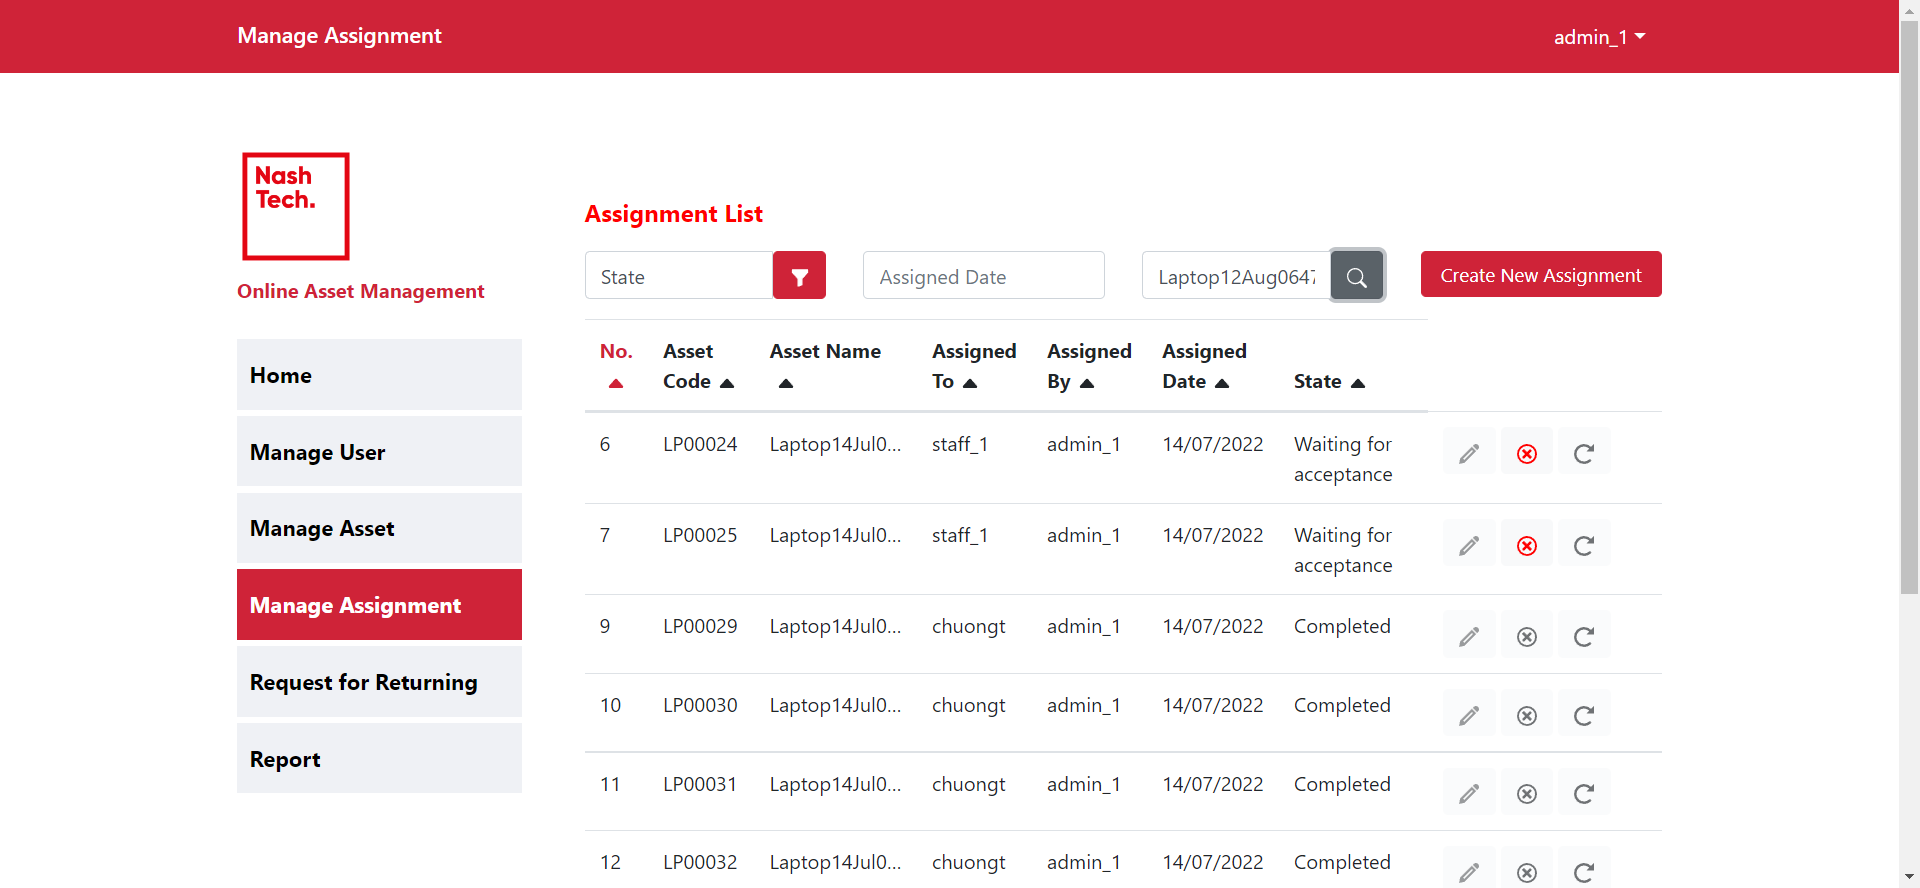 Manage Assignment
admin_1
Nash
Tech.
Online Asset Management
Home
Manage User
Manage Asset
Manage Assignment
Request for Returning
Report
Assignment List
State
Assigned Date
Laptop12Aug0647
Create New Assignment
No. Asset Code Asset Name Assigned To Assigned By Assigned Date State
6 LP00024 Laptop14Jul0... staff_1 admin_1 14/07/2022 Waiting for acceptance
7 LP00025 Laptop14Jul0... staff_1 admin_1 14/07/2022 Waiting for acceptance
9 LP00029 Laptop14Jul0... chuongt admin_1 14/07/2022 Completed
10 LP00030 Laptop14Jul0... chuongt admin_1 14/07/2022 Completed
11 LP00031 Laptop14Jul0... chuongt admin_1 14/07/2022 Completed
12 LP00032 Laptop14Jul0... chuongt admin_1 14/07/2022 Completed